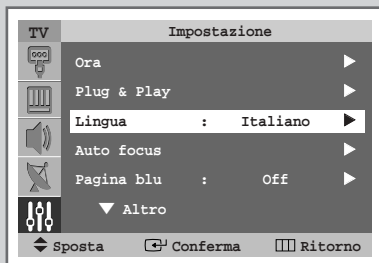 TV Impostazione
Ora
Plug & Play
Lingua : Italiano
Auto focus
Pagina blu : Off
Altro
Sposta Conferma Ritorno